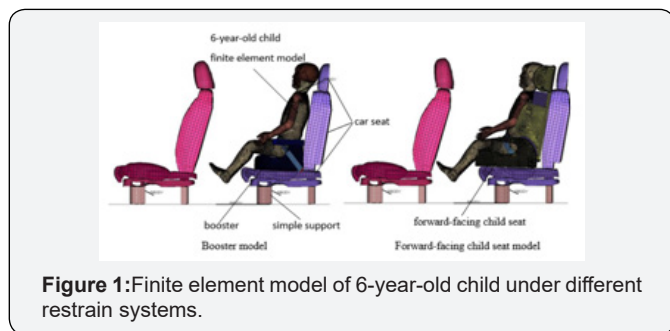 6-year-old child
finite element model
car seat
booster
simple support
Booster model
forward-facing child seat
Forward-facing child seat model
Figure 1:Finite element model of 6-year-old child under different
restrain systems.